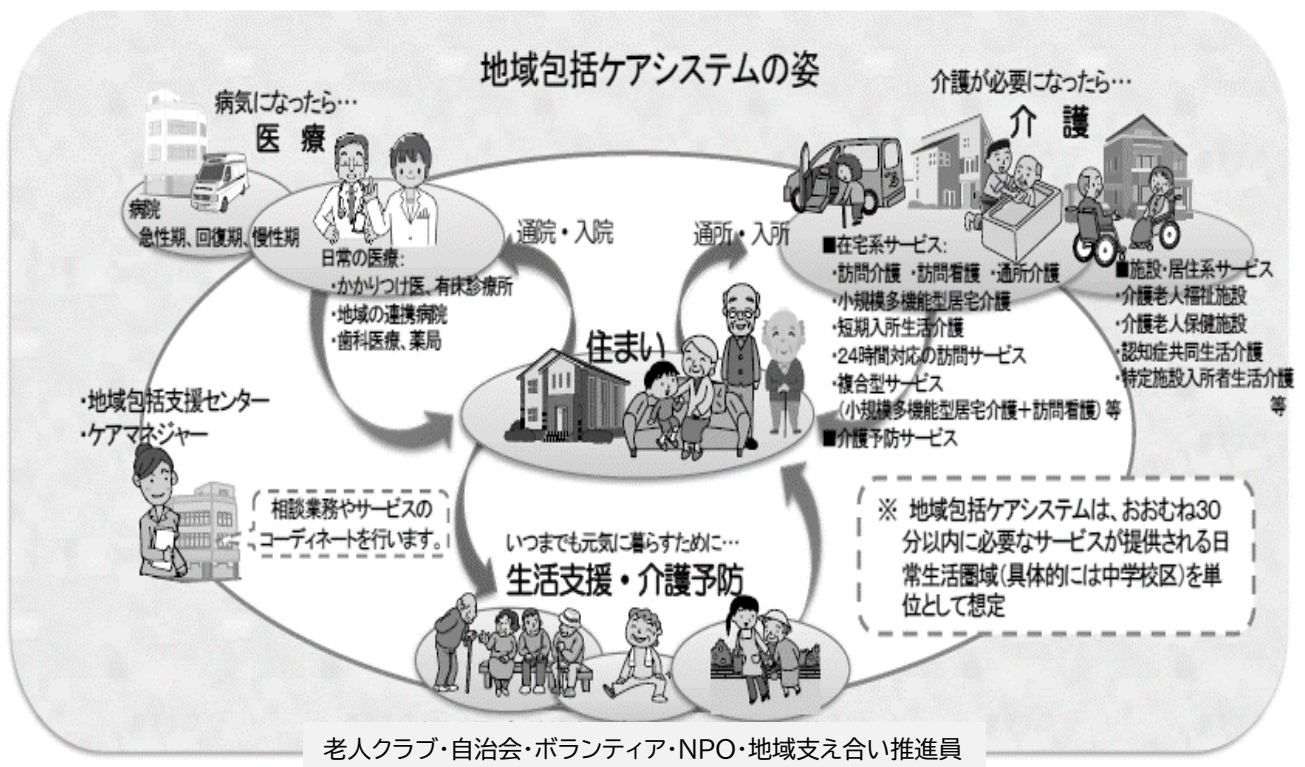 地域包括ケアシステムの姿
病気になったら…
医 療
病院
急性期、回復期、慢性期
日常の医療:
・かかりつけ医、有床診療所
・地域の連携病院
・歯科医療、薬局
通院・入院
通所・入所
介護が必要になったら…
介 護
■在宅系サービス:
・訪問介護 ・訪問看護 ・通所介護
・小規模多機能型居宅介護
・短期入所生活介護
・24時間対応の訪問サービス
・複合型サービス
(小規模多機能型居宅介護+訪問看護) 等
■介護予防サービス
■施設・居住系サービス
・介護老人福祉施設
・介護老人保健施設
・認知症共同生活介護
・特定施設入所者生活介護
等
住まい
・地域包括支援センター
・ケアマネジャー
相談業務やサービスの
コーディネートを行います。
いつまでも元気に暮らすために…
生活支援・介護予防
※ 地域包括ケアシステムは、おおむね30
分以内に必要なサービスが提供される日
常生活圏域(具体的には中学校区)を単
位として想定
老人クラブ・自治会・ボランティア・NPO・地域支え合い推進員